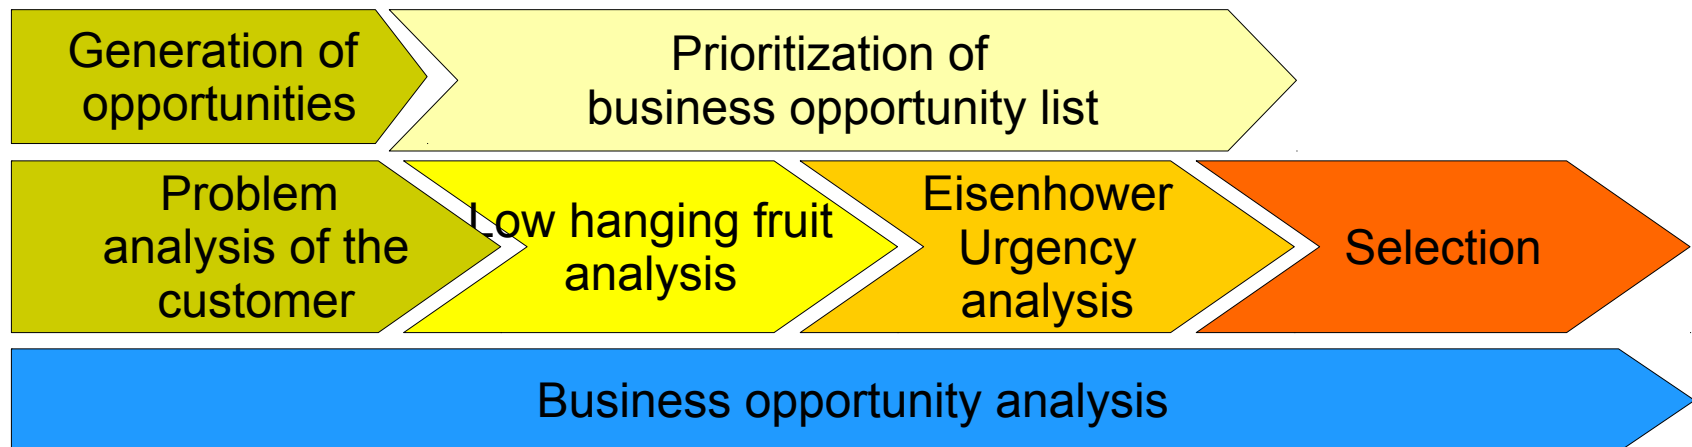 Generation of
opportunities
Prioritization of
business opportunity list
Problem
analysis of the
customer
Low hanging fruit
analysis
Eisenhower
Urgency
analysis
Selection
Business opportunity analysis